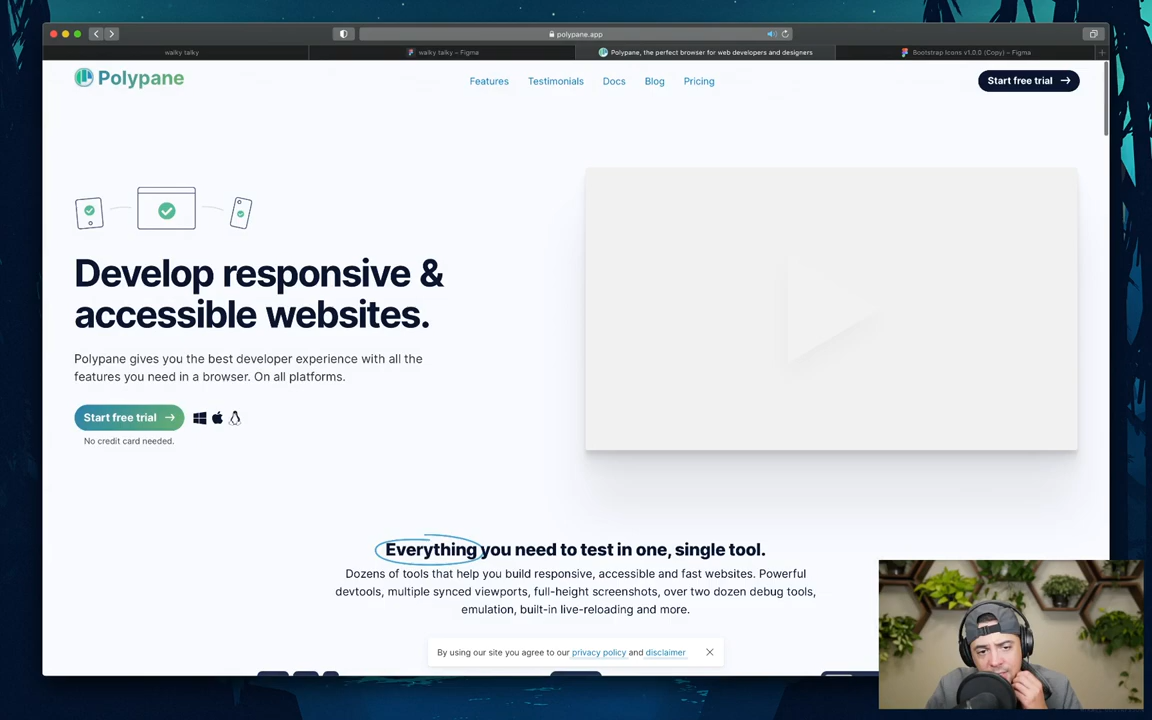 polypane.app
walky talky
walky talky – Figma
Polypane, the perfect browser for web developers and designers
Bootstrap Icons v1.0.0 (Copy) – Figma
Polypane
Features
Testimonials
Docs
Blog
Pricing
Start free trial →
Develop responsive &
accessible websites.
Polypane gives you the best developer experience with all the
features you need in a browser. On all platforms.
Start free trial →
No credit card needed.
Everything you need to test in one, single tool.
Dozens of tools that help you build responsive, accessible and fast websites. Powerful
devtools, multiple synced viewports, full-height screenshots, over two dozen debug tools,
emulation, built-in live-reloading and more.
By using our site you agree to our privacy policy and disclaimer